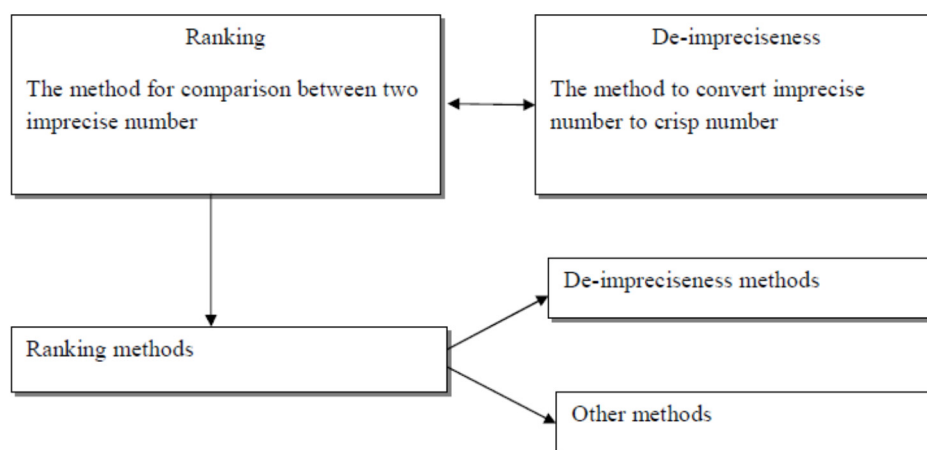 Ranking
The method for comparison between two
imprecise number
De-impreciseness
The method to convert imprecise
number to crisp number
De-impreciseness methods
Ranking methods
Other methods